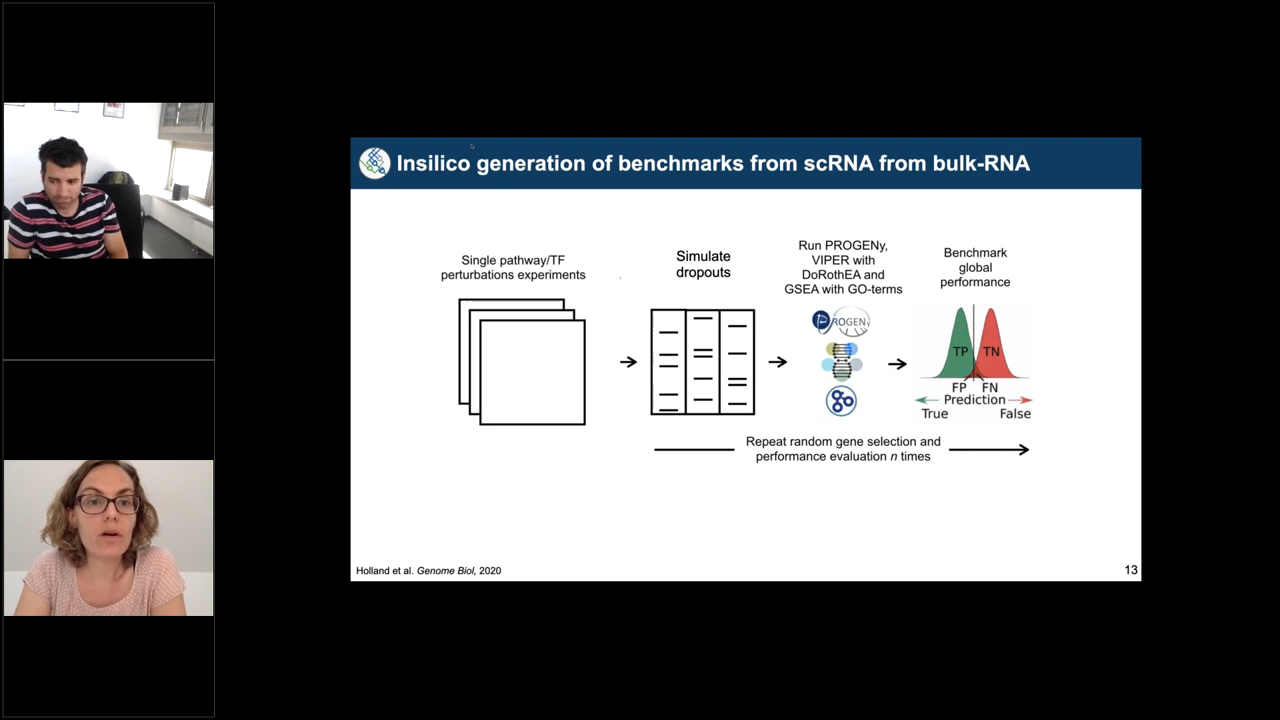 Insilico generation of benchmarks from scRNA from bulk-RNA
Single pathway/TF
perturbations experiments
Simulate
dropouts
Run PROGENy,
VIPER with
DoRothEA and
GSEA with GO-terms
PROGENy
Benchmark
global
performance
TP TN
FP FN
Prediction
True False
Repeat random gene selection and
performance evaluation n times
Holland et al. Genome Biol, 2020
13